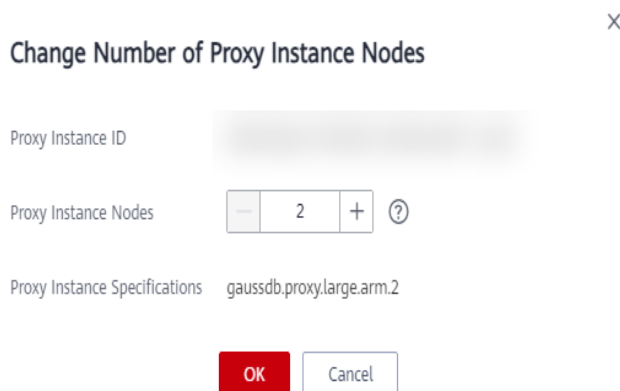 Change Number of Proxy Instance Nodes
Proxy Instance ID
Proxy Instance Nodes — 2 + ?
Proxy Instance Specifications gaussdb.proxy.large.arm.2
OK Cancel